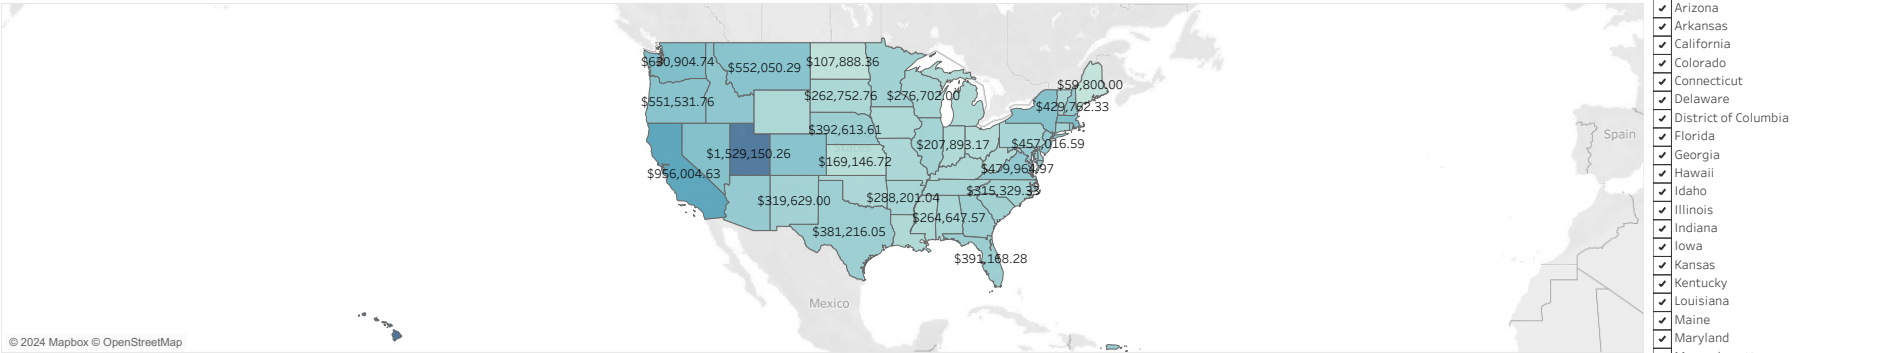 $630,904.74
$552,050.29
$107,888.36
$59,800.00
$551,531.76
$262,752.76
$276,702.00
$429,762.33
$392,613.61
$207,893.17
$457,016.59
$1,529,150.26
$169,146.72
$479,964.97
$956,004.63
$319,629.00
$288,201.04
$315,329.33
$264,647.57
$381,216.05
$391,158.28
Mexico
Spain
© 2024 Mapbox © OpenStreetMap
Arizona
Arkansas
California
Colorado
Connecticut
Delaware
District of Columbia
Florida
Georgia
Hawaii
Idaho
Illinois
Indiana
Iowa
Kansas
Kentucky
Louisiana
Maine
Maryland